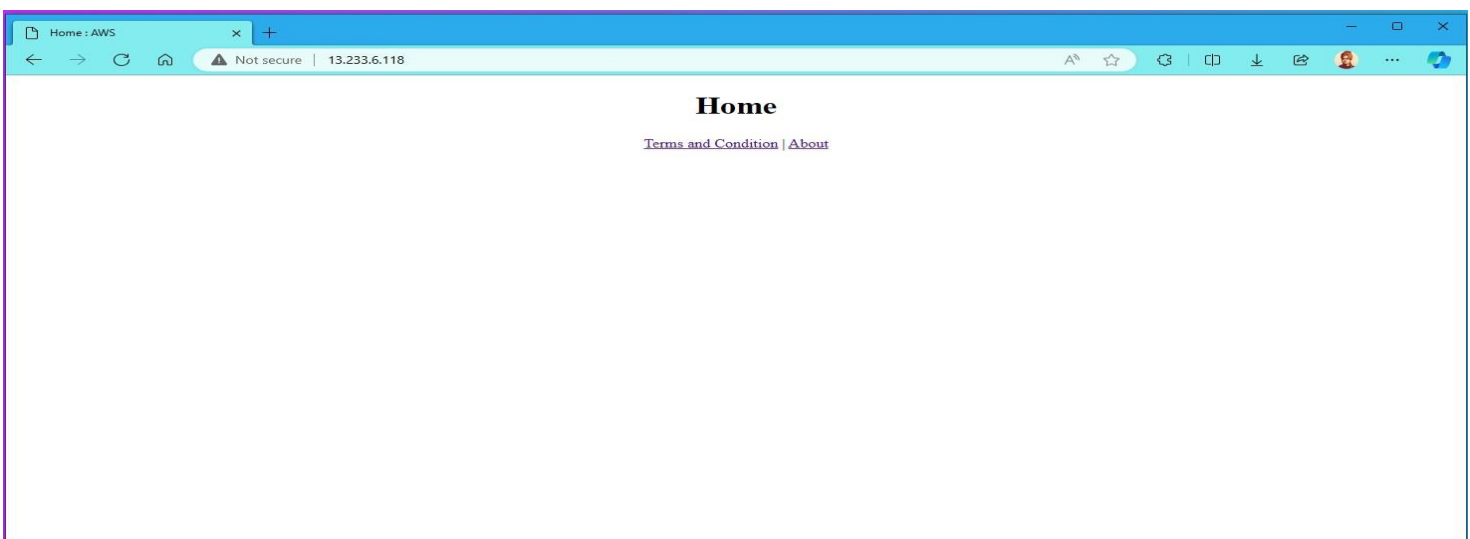 Home : AWS
Not secure | 13.233.6.118
Home
Terms and Condition | About